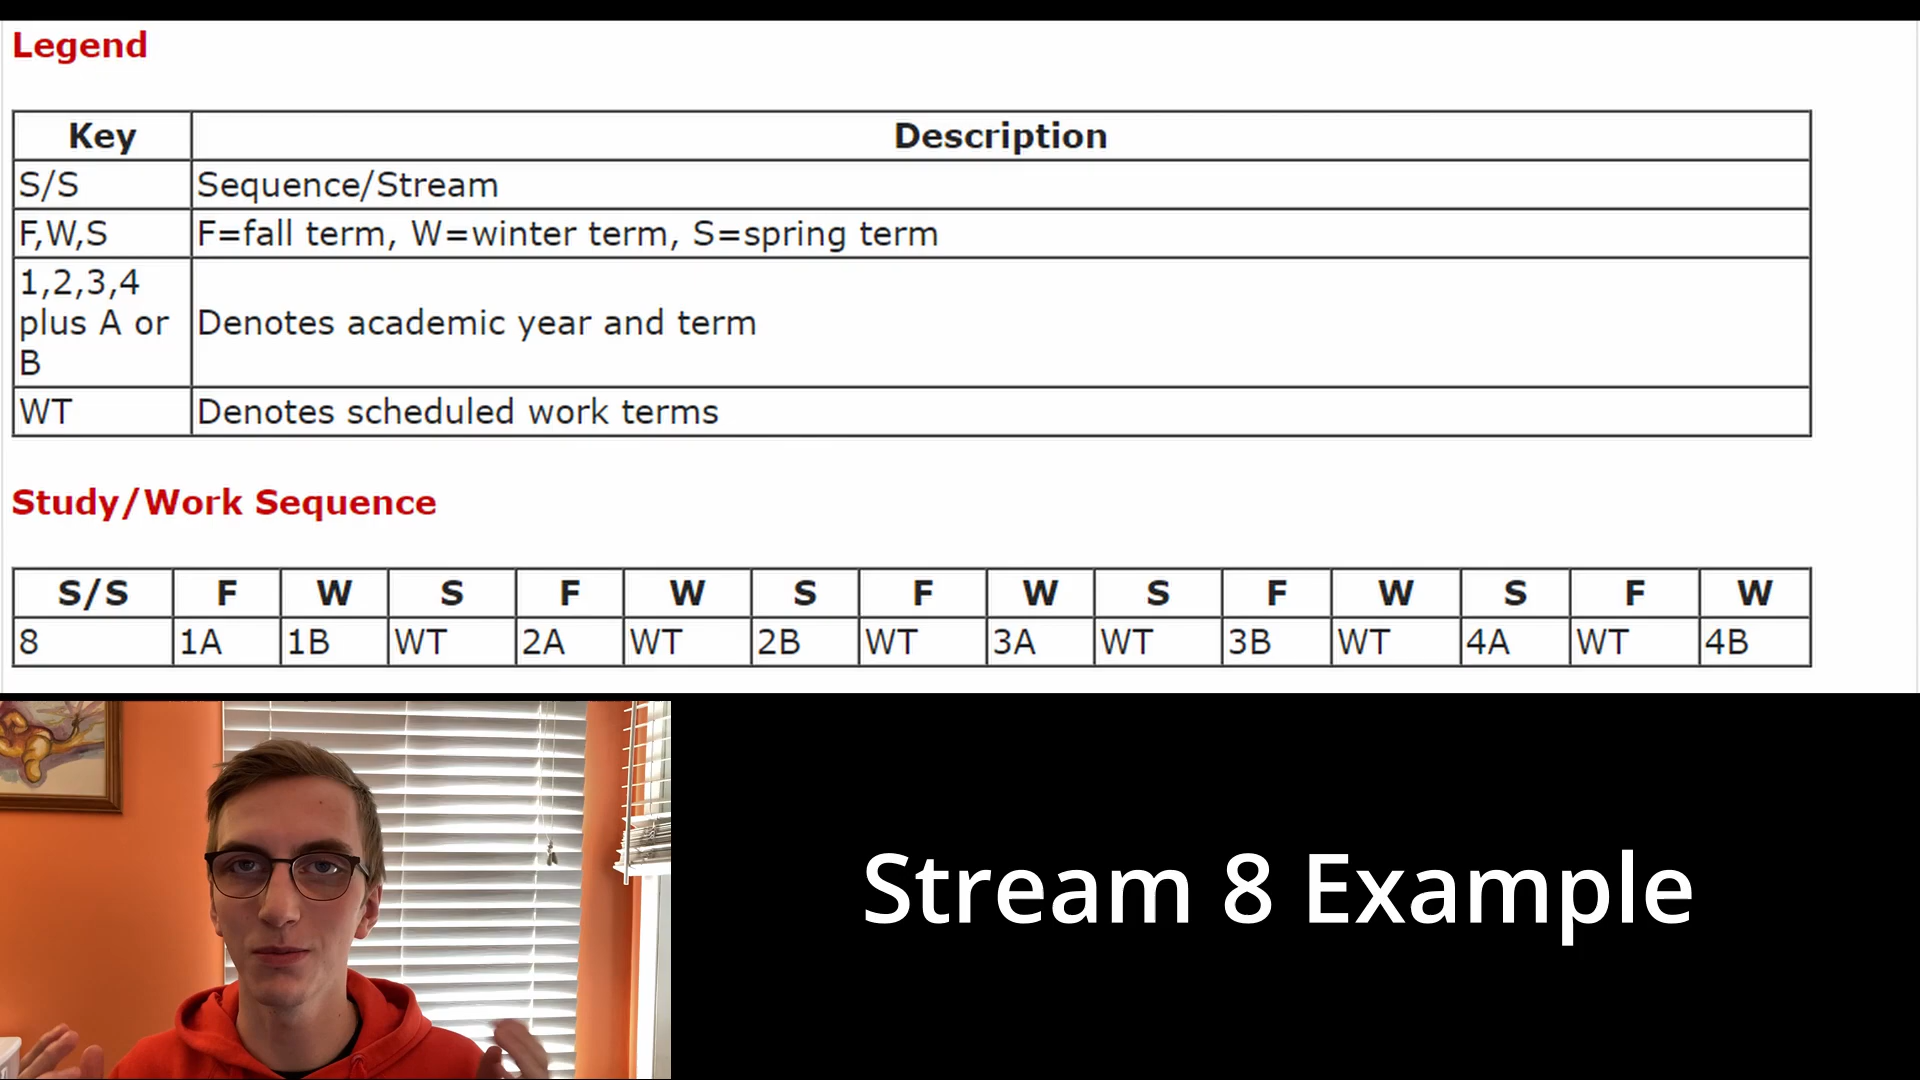 Legend
Key Description
S/S Sequence/Stream
F,W,S F=fall term, W=winter term, S=spring term
1,2,3,4
plus A or
B
Denotes academic year and term
WT Denotes scheduled work terms
Study/Work Sequence
S/S F W S F W S F W S F W S F W
8 1A 1B WT 2A WT 2B WT 3A WT 3B WT 4A WT 4B
Stream 8 Example